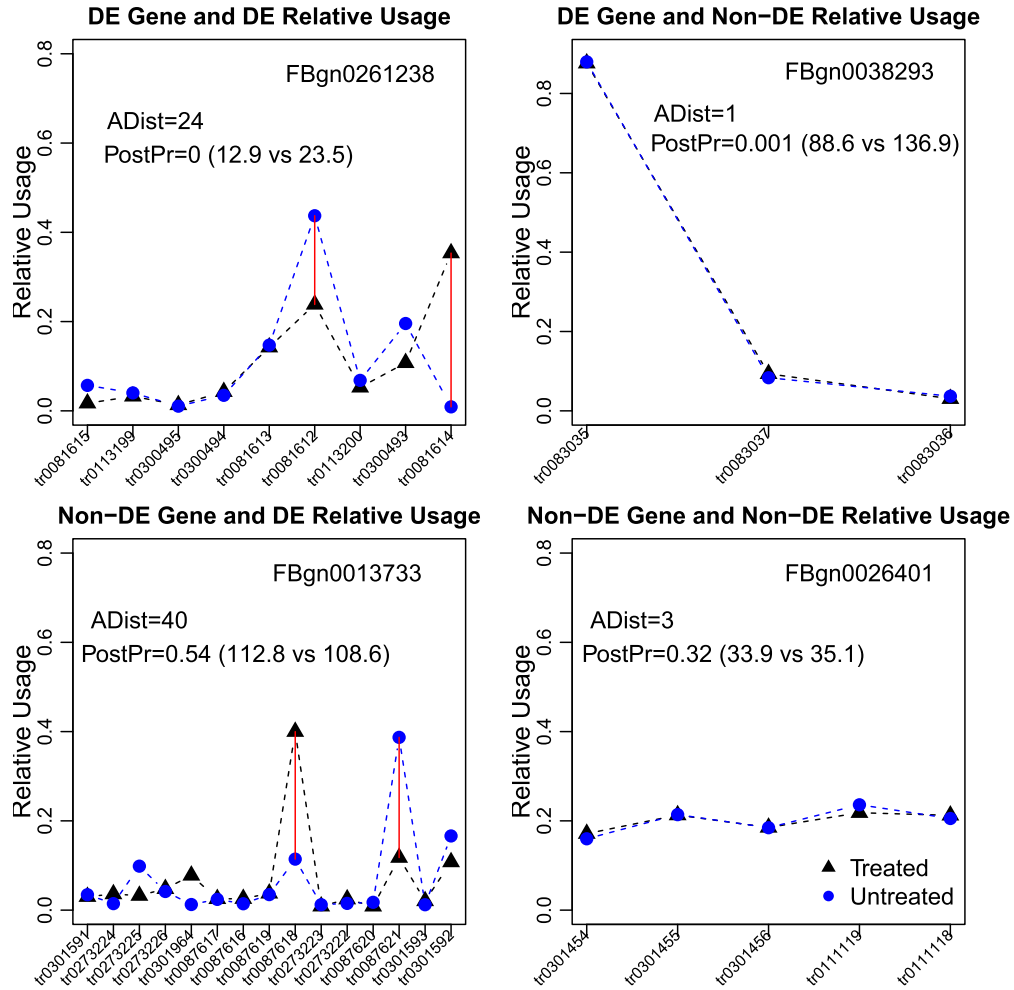 DE Gene and DE Relative Usage
FBgn0261238
ADist=24
PostPr=0 (12.9 vs 23.5)
Relative Usage
0.8
0.6
0.4
0.2
0.0
tr0081615
tr0113199
tr0300495
tr0300494
tr0081613
tr0081612
tr0113200
tr0300493
tr0081614
DE Gene and Non−DE Relative Usage
FBgn0038293
ADist=1
PostPr=0.001 (88.6 vs 136.9)
Relative Usage
0.8
0.6
0.4
0.2
0.0
tr0083035
tr0083037
tr0083036
Non−DE Gene and DE Relative Usage
FBgn0013733
ADist=40
PostPr=0.54 (112.8 vs 108.6)
Relative Usage
0.8
0.6
0.4
0.2
0.0
tr0301591
tr0273224
tr0273225
tr0273226
tr0301964
tr0087617
tr0087616
tr0087619
tr0087618
tr0273223
tr0273222
tr0087620
tr0087621
tr0301593
tr0301592
Non−DE Gene and Non−DE Relative Usage
FBgn0026401
ADist=3
PostPr=0.32 (33.9 vs 35.1)
Relative Usage
0.8
0.6
0.4
0.2
0.0
tr0301454
tr0301455
tr0301456
tr0111119
tr0111118
Treated
Untreated